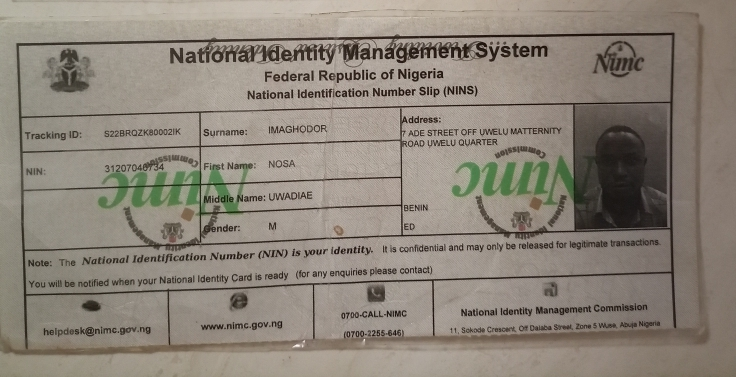 National Identity Management System
Federal Republic of Nigeria
National Identification Number Slip (NINS)
Nimc
Tracking ID: S22BRQZK80002IK
Surname: IMAGHODOR
Address:
7 ADE STREET OFF UWELU MATTERNITY
ROAD UWELU QUARTER
NIN:
First Name: NOSA
Middle Name: UWADIAE
BENIN
Gender: M
ED
Note: The National Identification Number (NIN) is your identity. It is confidential and may only be released for legitimate transactions.
You will be notified when your National Identity Card is ready (for any enquiries please contact)
helpdesk@nimc.gov.ng
www.nimc.gov.ng
0700-CALL-NIMC
(0700-2255-646)
National Identity Management Commission
11, Sokode Crescent, Off Dalaba Street, Zone 5 Wuse, Abuja Nigeria